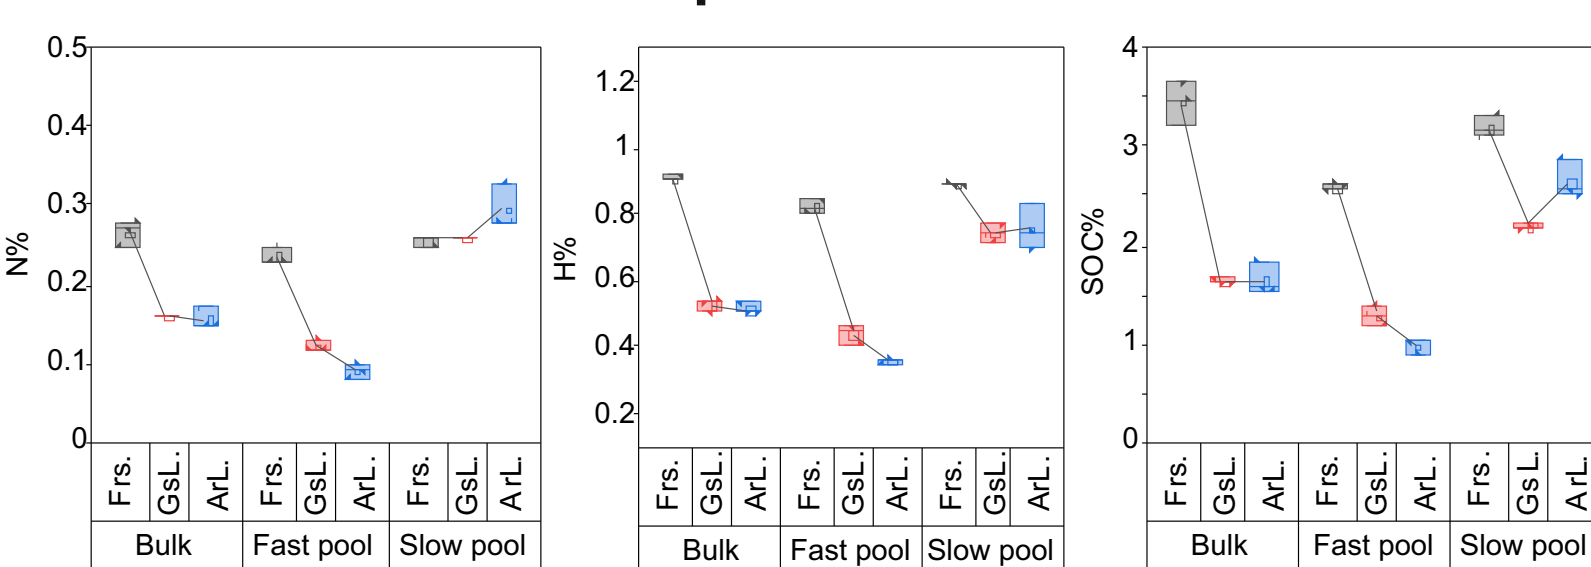 N%
0.5
0.4
0.3
0.2
0.1
0
Frs. GsL. ArL. Frs. GsL. ArL. Frs. GsL. ArL.
Bulk Fast pool Slow pool
H%
1.2
1
0.8
0.6
0.4
0.2
Frs. GsL. ArL. Frs. GsL. ArL. Frs. GsL. ArL.
Bulk Fast pool Slow pool
SOC%
4
3
2
1
0
Frs. GsL. ArL. Frs. GsL. ArL. Frs. GsL. ArL.
Bulk Fast pool Slow pool